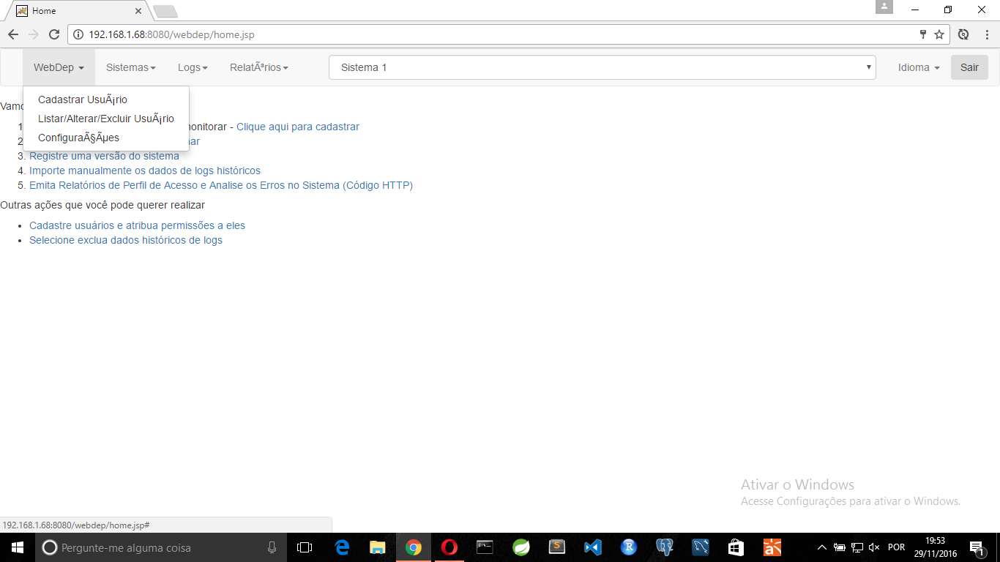 Home
192.168.1.68:8080/webdep/home.jsp
WebDep Sistemas Logs RelatÃ³rios Sistema 1 Idioma Sair
Cadastrar UsuÃ¡rio
Listar/Alterar/Excluir UsuÃ¡rio
ConfiguraÃ§Ãµes
Vamo
1 monitorar - Clique aqui para cadastrar
2
3. Registre uma versão do sistema
4. Importe manualmente os dados de logs históricos
5. Emita Relatórios de Perfil de Acesso e Analise os Erros no Sistema (Código HTTP)
Outras ações que você pode querer realizar
• Cadastre usuários e atribua permissões a eles
• Selecione exclua dados históricos de logs
Ativar o Windows
Acesse Configurações para ativar o Windows.
192.168.1.68:8080/webdep/home.jsp#
Pergunte-me alguma coisa
POR
19:53
29/11/2016
1